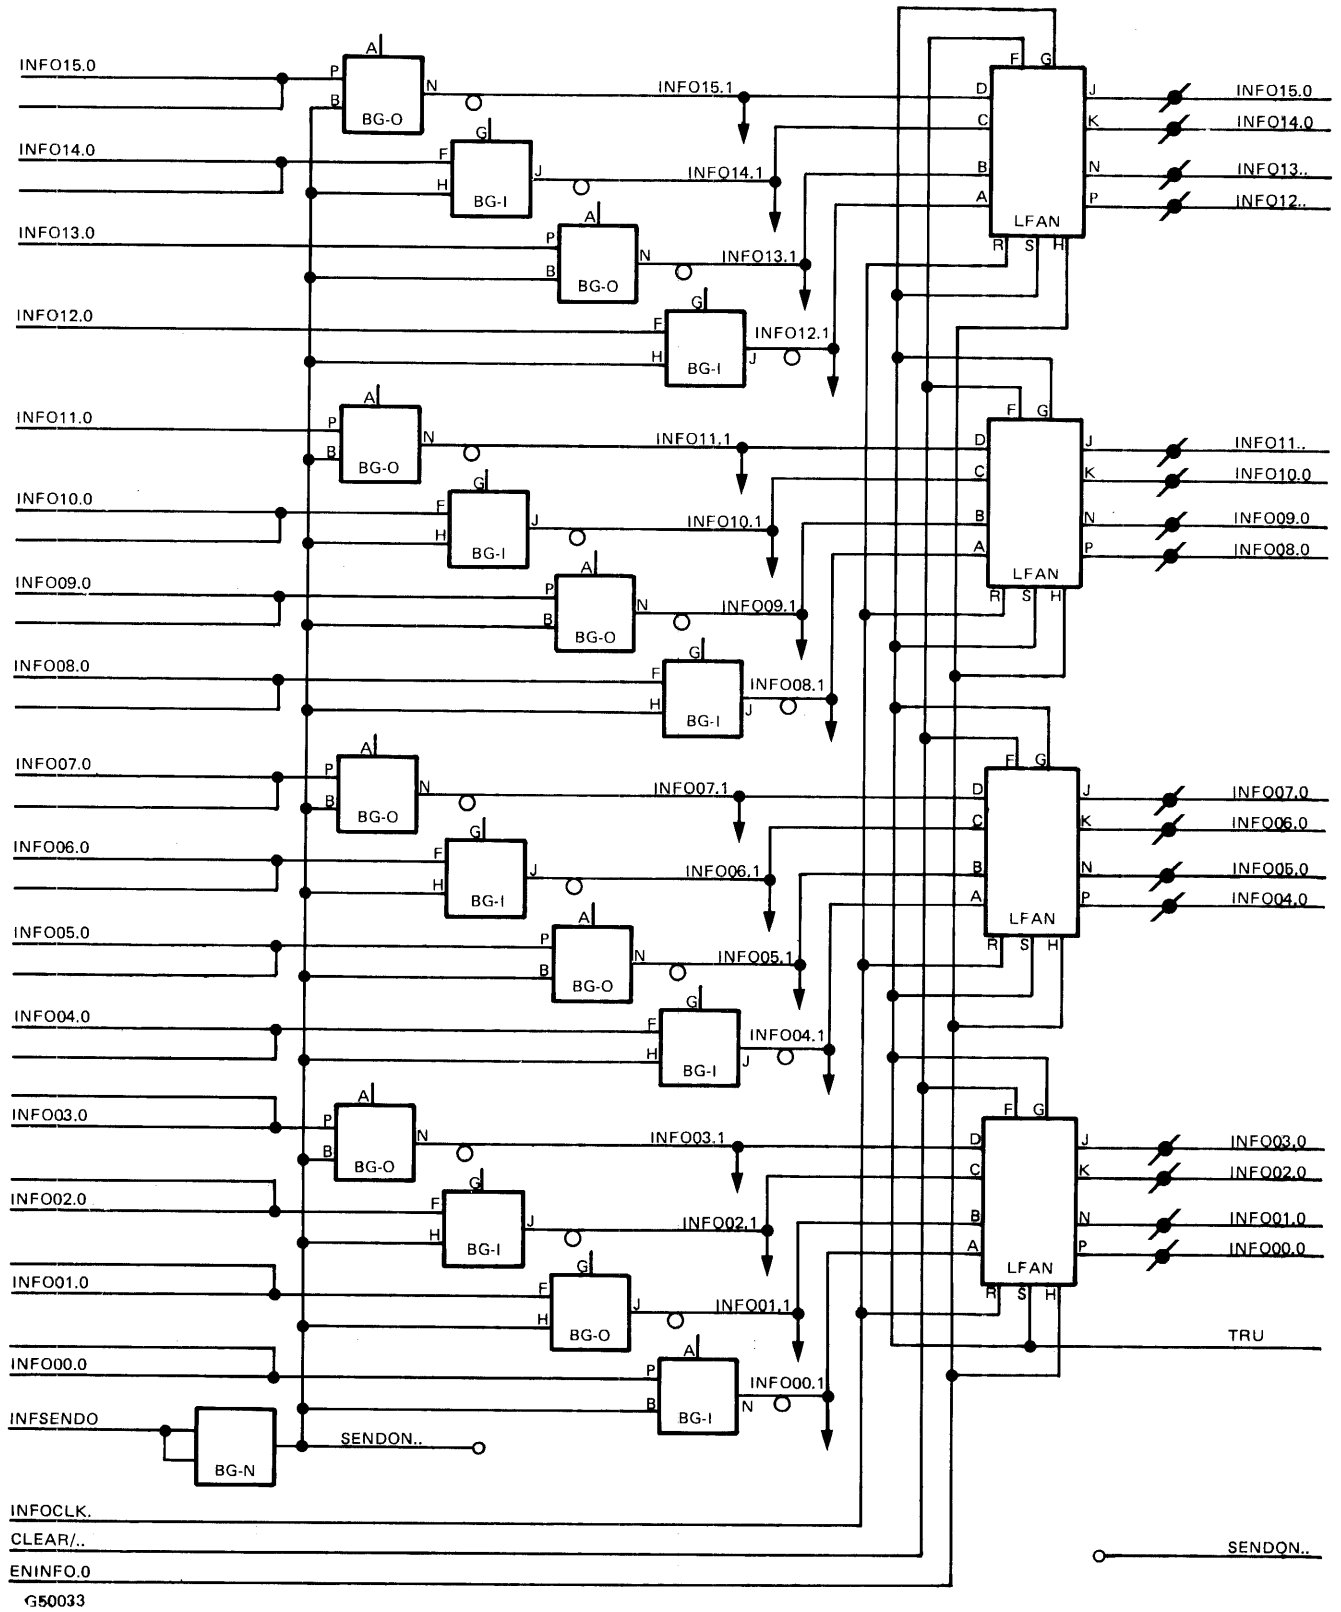 A
F G
INFO15.0
P N INFO15.1 D J INFO15.0
B
BG-O
G
C K INFO14.0
INFO14.0
F J INFO14.1 B N INFO13..
H
BG-I
A
A P INFO12..
LFAN
INFO13.0
P N INFO13.1
R S H
B
BG-O
G
INFO12.0
F INFO12.1
H J
BG-I
A
F G
INFO11.0
P N INFO11.1 D J INFO11..
B
BG-O
G
C K INFO10.0
INFO10.0
F J INFO10.1 B N INFO09.0
H
BG-I
A
A P INFO08.0
LFAN
INFO09.0
P N INFO09.1
R S H
B
BG-O
G
INFO08.0
F INFO08.1
H J
BG-I
A
F G
INFO07.0
P N INFO07.1 D J INFO07.0
B
BG-O
G
C K INFO06.0
INFO06.0
F J INFO06.1 B N INFO05.0
H
BG-I
A
A P INFO04.0
LFAN
INFO05.0
P N INFO05.1
R S H
B
BG-O
G
INFO04.0
F INFO04.1
H J
BG-I
A
F G
INFO03.0
P N INFO03.1 D J INFO03.0
B
BG-O
G
C K INFO02.0
INFO02.0
F J INFO02.1 B N INFO01.0
H
BG-I
G
A P INFO00.0
LFAN
INFO01.0
F J INFO01.1
R S H
H
BG-O
A
TRU
INFO00.0
P INFO00.1
B N
BG-I
INFSENDO
SENDON..
BG-N
INFOCLK.
CLEAR/..
SENDON..
ENINFO.0
G50033